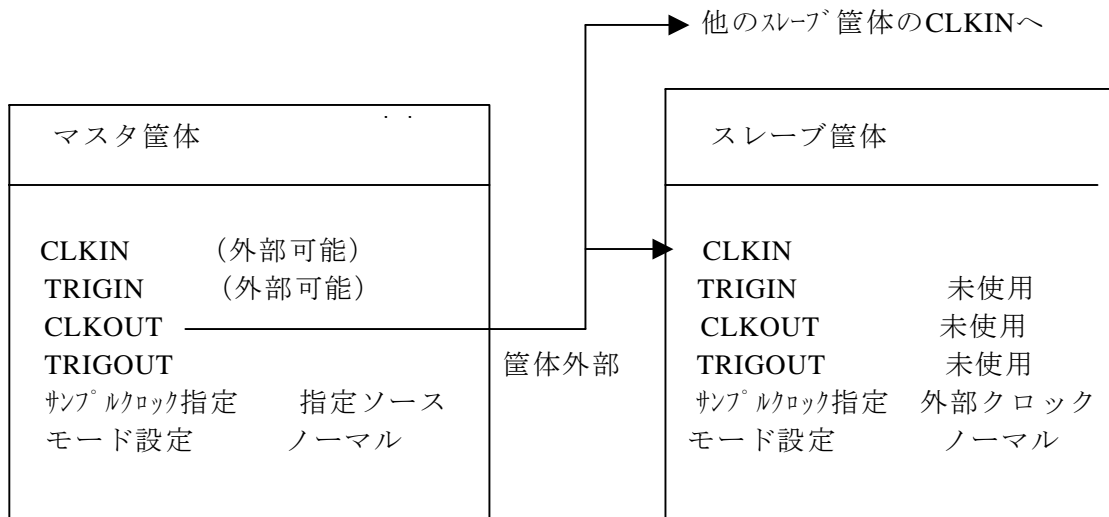 他のｽﾚｰﾌﾞ筐体のCLKINへ
マスタ筐体
CLKIN （外部可能）
TRIGIN （外部可能）
CLKOUT
TRIGOUT
ｻﾝﾌﾟﾙｸﾛｯｸ指定 指定ソース
モード設定 ノーマル
筐体外部
スレーブ筐体
CLKIN
TRIGIN 未使用
CLKOUT 未使用
TRIGOUT 未使用
ｻﾝﾌﾟﾙｸﾛｯｸ指定 外部クロック
モード設定 ノーマル